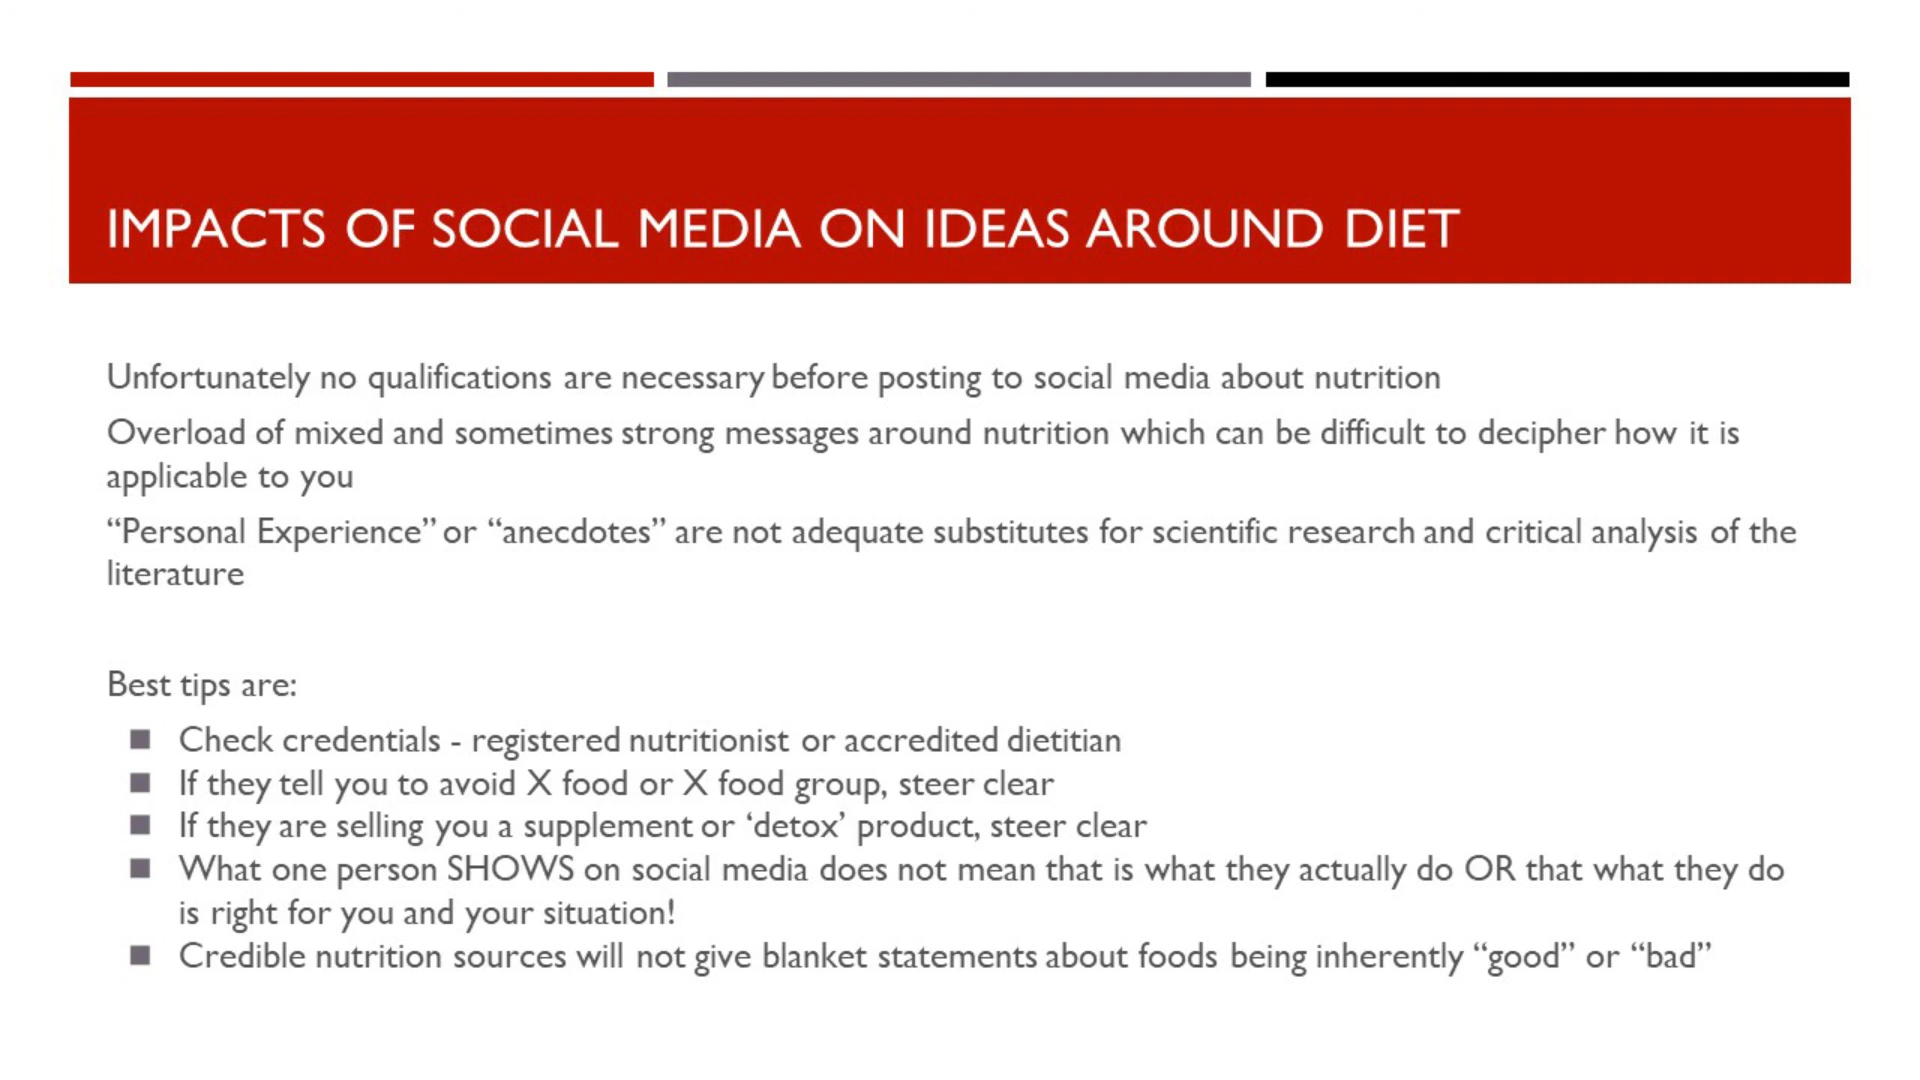 IMPACTS OF SOCIAL MEDIA ON IDEAS AROUND DIET
Unfortunately no qualifications are necessary before posting to social media about nutrition
Overload of mixed and sometimes strong messages around nutrition which can be difficult to decipher how it is
applicable to you
“Personal Experience” or “anecdotes” are not adequate substitutes for scientific research and critical analysis of the
literature
Best tips are:
■ Check credentials - registered nutritionist or accredited dietitian
■ If they tell you to avoid X food or X food group, steer clear
■ If they are selling you a supplement or ‘detox’ product, steer clear
■ What one person SHOWS on social media does not mean that is what they actually do OR that what they do
is right for you and your situation!
■ Credible nutrition sources will not give blanket statements about foods being inherently “good” or “bad”